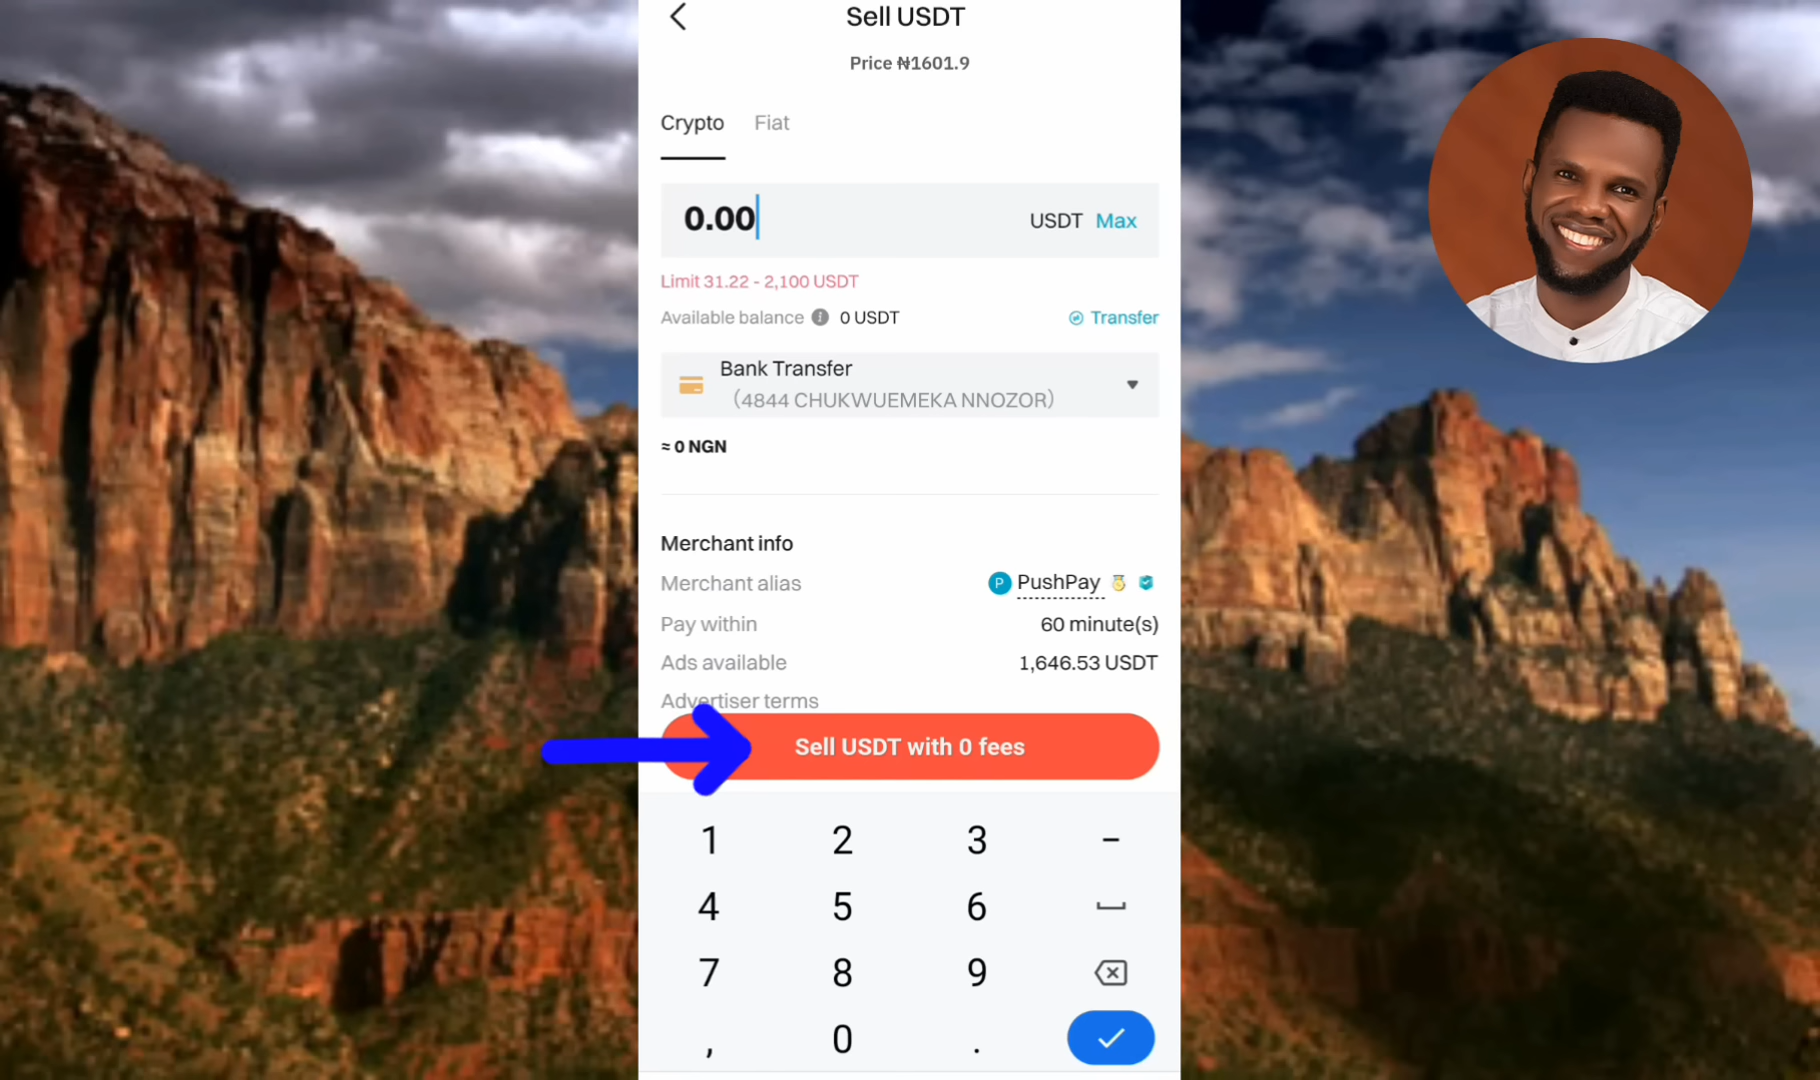 Sell USDT
Price ₦1601.9
Crypto Fiat
0.00 USDT Max
Limit 31.22 - 2,100 USDT
Available balance 0 USDT Transfer
Bank Transfer
(4844 CHUKWUEMEKA NNOZOR)
≈ 0 NGN
Merchant info
Merchant alias P PushPay
Pay within 60 minute(s)
Ads available 1,646.53 USDT
Advertiser terms
Sell USDT with 0 fees
1 2 3 -
4 5 6
7 8 9
, 0 .